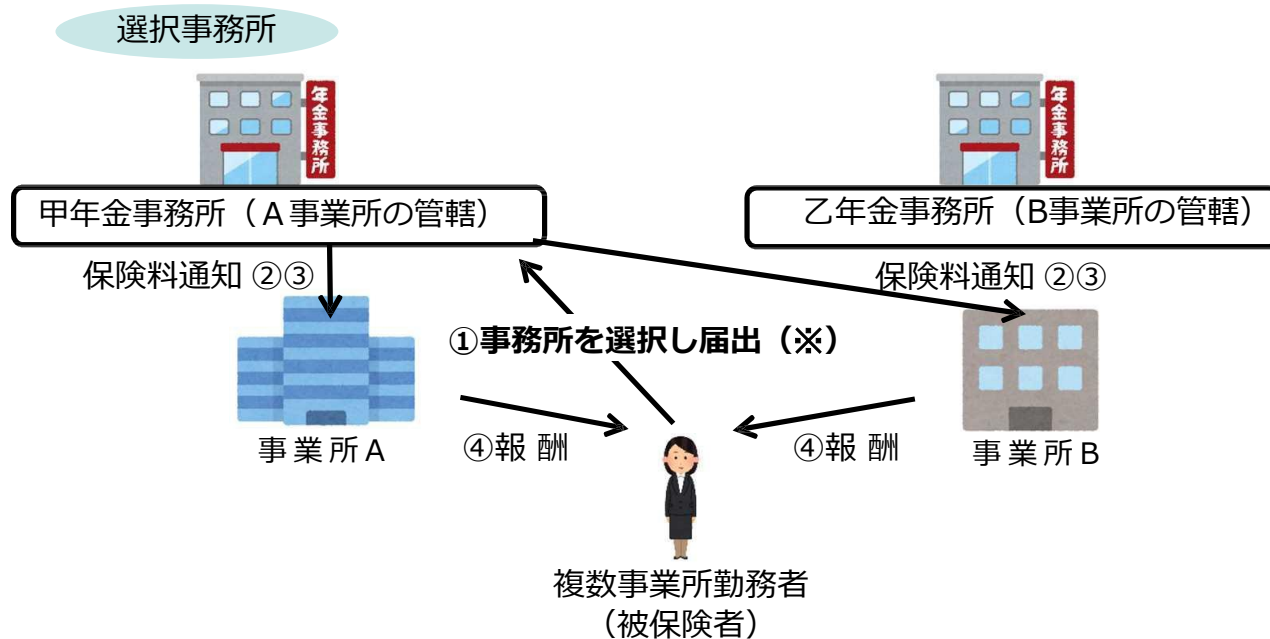 選択事務所
年金事務所
年金事務所
甲年金事務所（Ａ事業所の管轄）
乙年金事務所（B事業所の管轄）
保険料通知 ②③
保険料通知 ②③
①事務所を選択し届出（※）
事業所Ａ
④報 酬
④報 酬
事業所Ｂ
複数事業所勤務者
（被保険者）